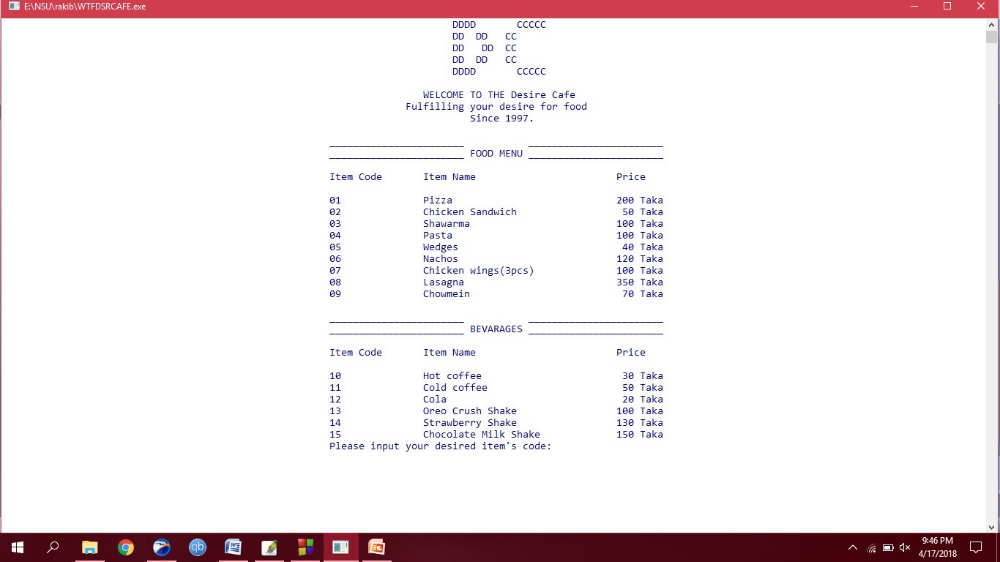 E:\NSU\rakib\WTFDSRCAFE.exe
DDDD       CCCCC
DD  DD   CC
DD   DD  CC
DD  DD   CC
DDDD       CCCCC
WELCOME TO THE Desire Cafe
Fulfilling your desire for food
Since 1997.
_______________________ FOOD MENU _______________________
Item Code       Item Name                        Price
01              Pizza                            200 Taka
02              Chicken Sandwich                  50 Taka
03              Shawarma                         100 Taka
04              Pasta                            100 Taka
05              Wedges                            40 Taka
06              Nachos                           120 Taka
07              Chicken wings(3pcs)              100 Taka
08              Lasagna                          350 Taka
09              Chowmein                          70 Taka
_______________________ BEVARAGES _______________________
Item Code       Item Name                        Price
10              Hot coffee                        30 Taka
11              Cold coffee                       50 Taka
12              Cola                              20 Taka
13              Oreo Crush Shake                 100 Taka
14              Strawberry Shake                 130 Taka
15              Chocolate Milk Shake             150 Taka
Please input your desired item's code:
qb
9:46 PM
4/17/2018